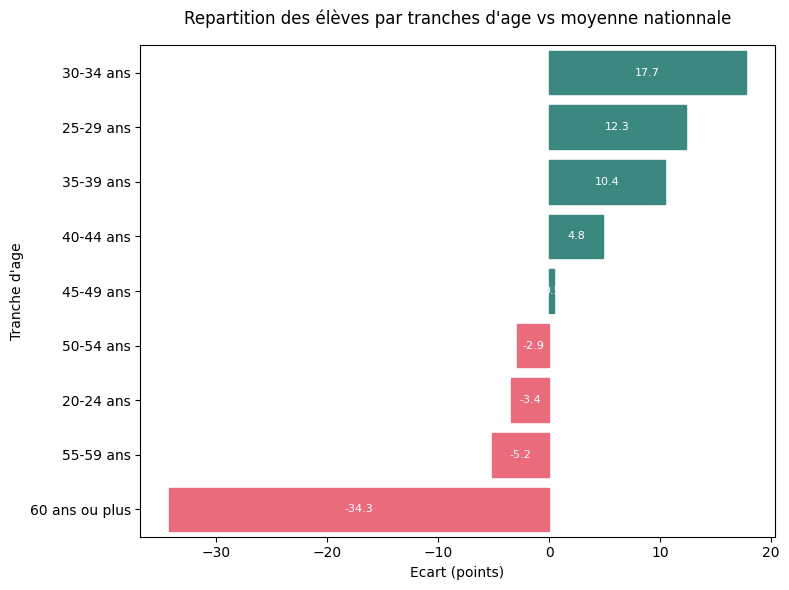 Repartition des élèves par tranches d'age vs moyenne nationnale
Tranche d'age
30-34 ans
17.7
25-29 ans
12.3
35-39 ans
10.4
40-44 ans
4.8
45-49 ans
50-54 ans
-2.9
20-24 ans
-3.4
55-59 ans
-5.2
60 ans ou plus
-34.3
−30
−20
−10
0
10
20
Ecart (points)